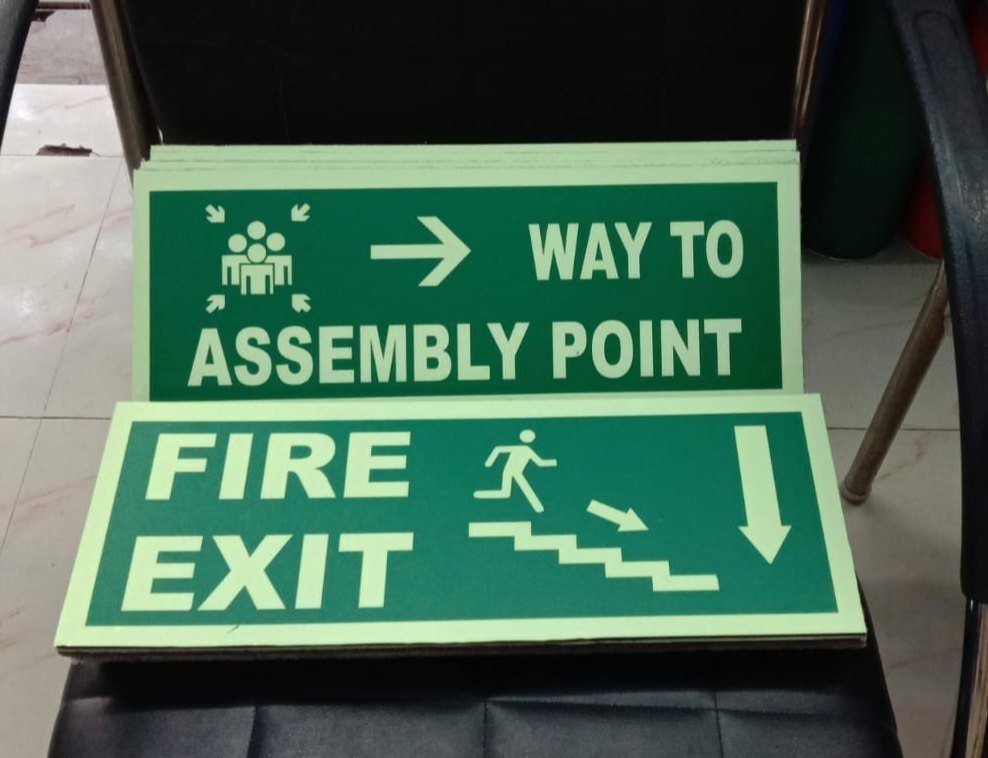 WAY TO
ASSEMBLY POINT
FIRE
EXIT